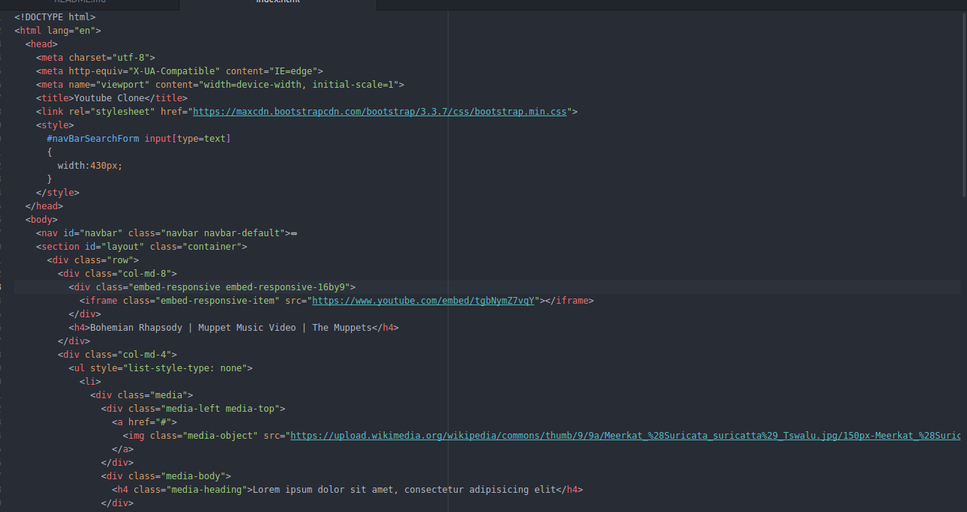 README.md index.html
<!DOCTYPE html>
<html lang="en">
<head>
<meta charset="utf-8">
<meta http-equiv="X-UA-Compatible" content="IE=edge">
<meta name="viewport" content="width=device-width, initial-scale=1">
<title>Youtube Clone</title>
<link rel="stylesheet" href="https://maxcdn.bootstrapcdn.com/bootstrap/3.3.7/css/bootstrap.min.css">
<style>
#navBarSearchForm input[type=text]
{
width:430px;
}
</style>
</head>
<body>
<nav id="navbar" class="navbar navbar-default">
<section id="layout" class="container">
<div class="row">
<div class="col-md-8">
<div class="embed-responsive embed-responsive-16by9">
<iframe class="embed-responsive-item" src="https://www.youtube.com/embed/tgbNymZ7vqY"></iframe>
</div>
<h4>Bohemian Rhapsody | Muppet Music Video | The Muppets</h4>
</div>
<div class="col-md-4">
<ul style="list-style-type: none">
<li>
<div class="media">
<div class="media-left media-top">
<a href="#">
<img class="media-object" src="https://upload.wikimedia.org/wikipedia/commons/thumb/9/9a/Meerkat_%28Suricata_suricatta%29_Tswalu.jpg/150px-Meerkat_%28Suric
</a>
</div>
<div class="media-body">
<h4 class="media-heading">Lorem ipsum dolor sit amet, consectetur adipisicing elit</h4>
</div>